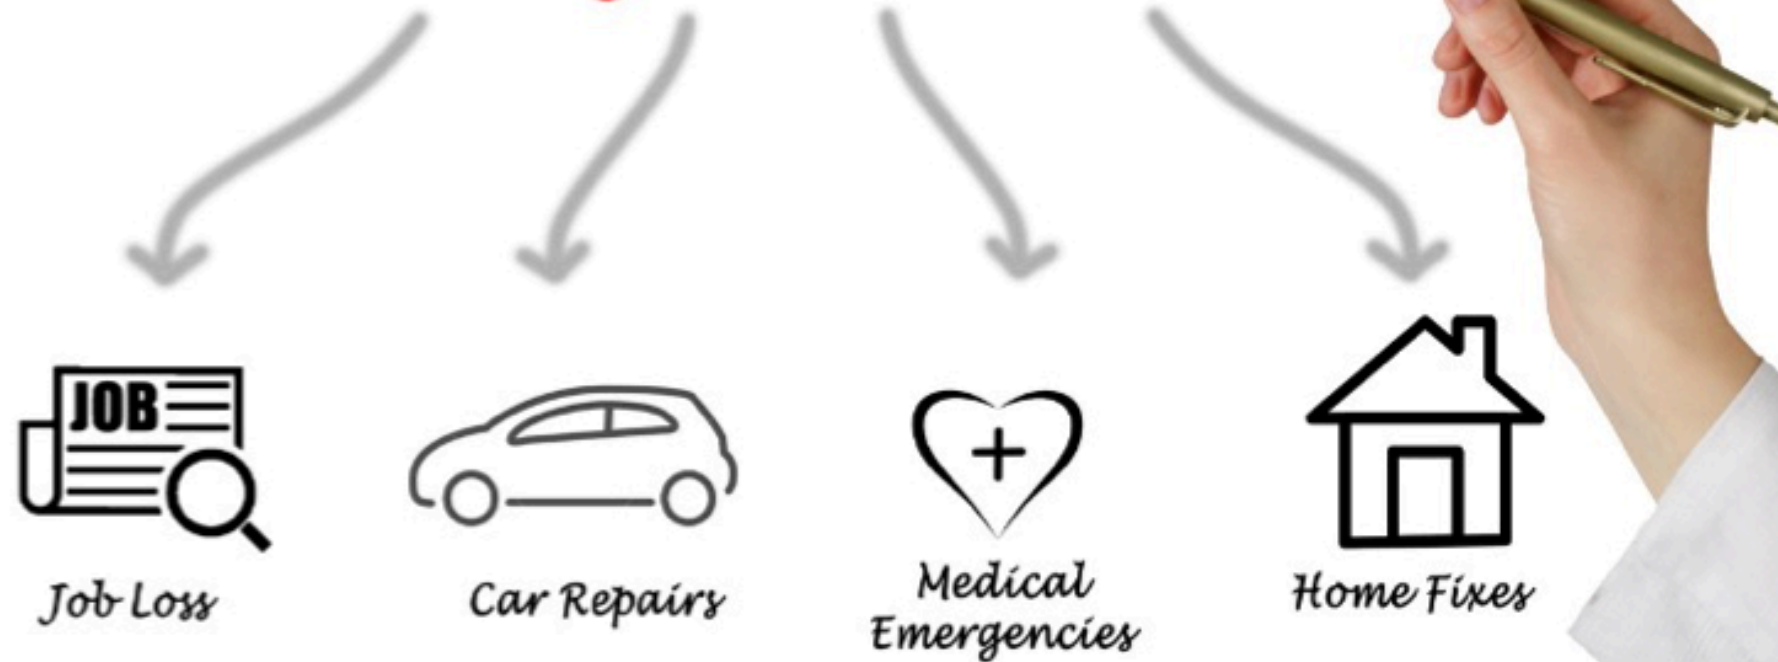 JOB
Job Loss
Car Repairs
Medical
Emergencies
Home Fixes